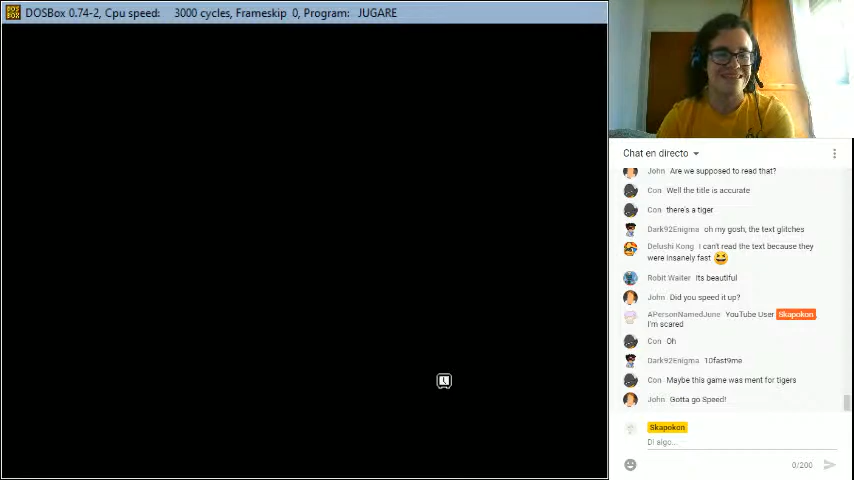 DOSBox 0.74-2, Cpu speed: 3000 cycles, Frameskip 0, Program: JUGARE
Chat en directo
John Are we supposed to read that?
Con Well the title is accurate
Con there's a tiger
Dark92Enigma oh my gosh, the text glitches
Delushi Kong I can't read the text because they
were insanely fast
Robit Waiter Its beautiful
John Did you speed it up?
APersonNamedJune YouTube User Skapokon
I'm scared
Con Oh
Dark92Enigma 10fast9me
Con Maybe this game was ment for tigers
John Gotta go Speed!
Skapokon
Di algo...
0/200